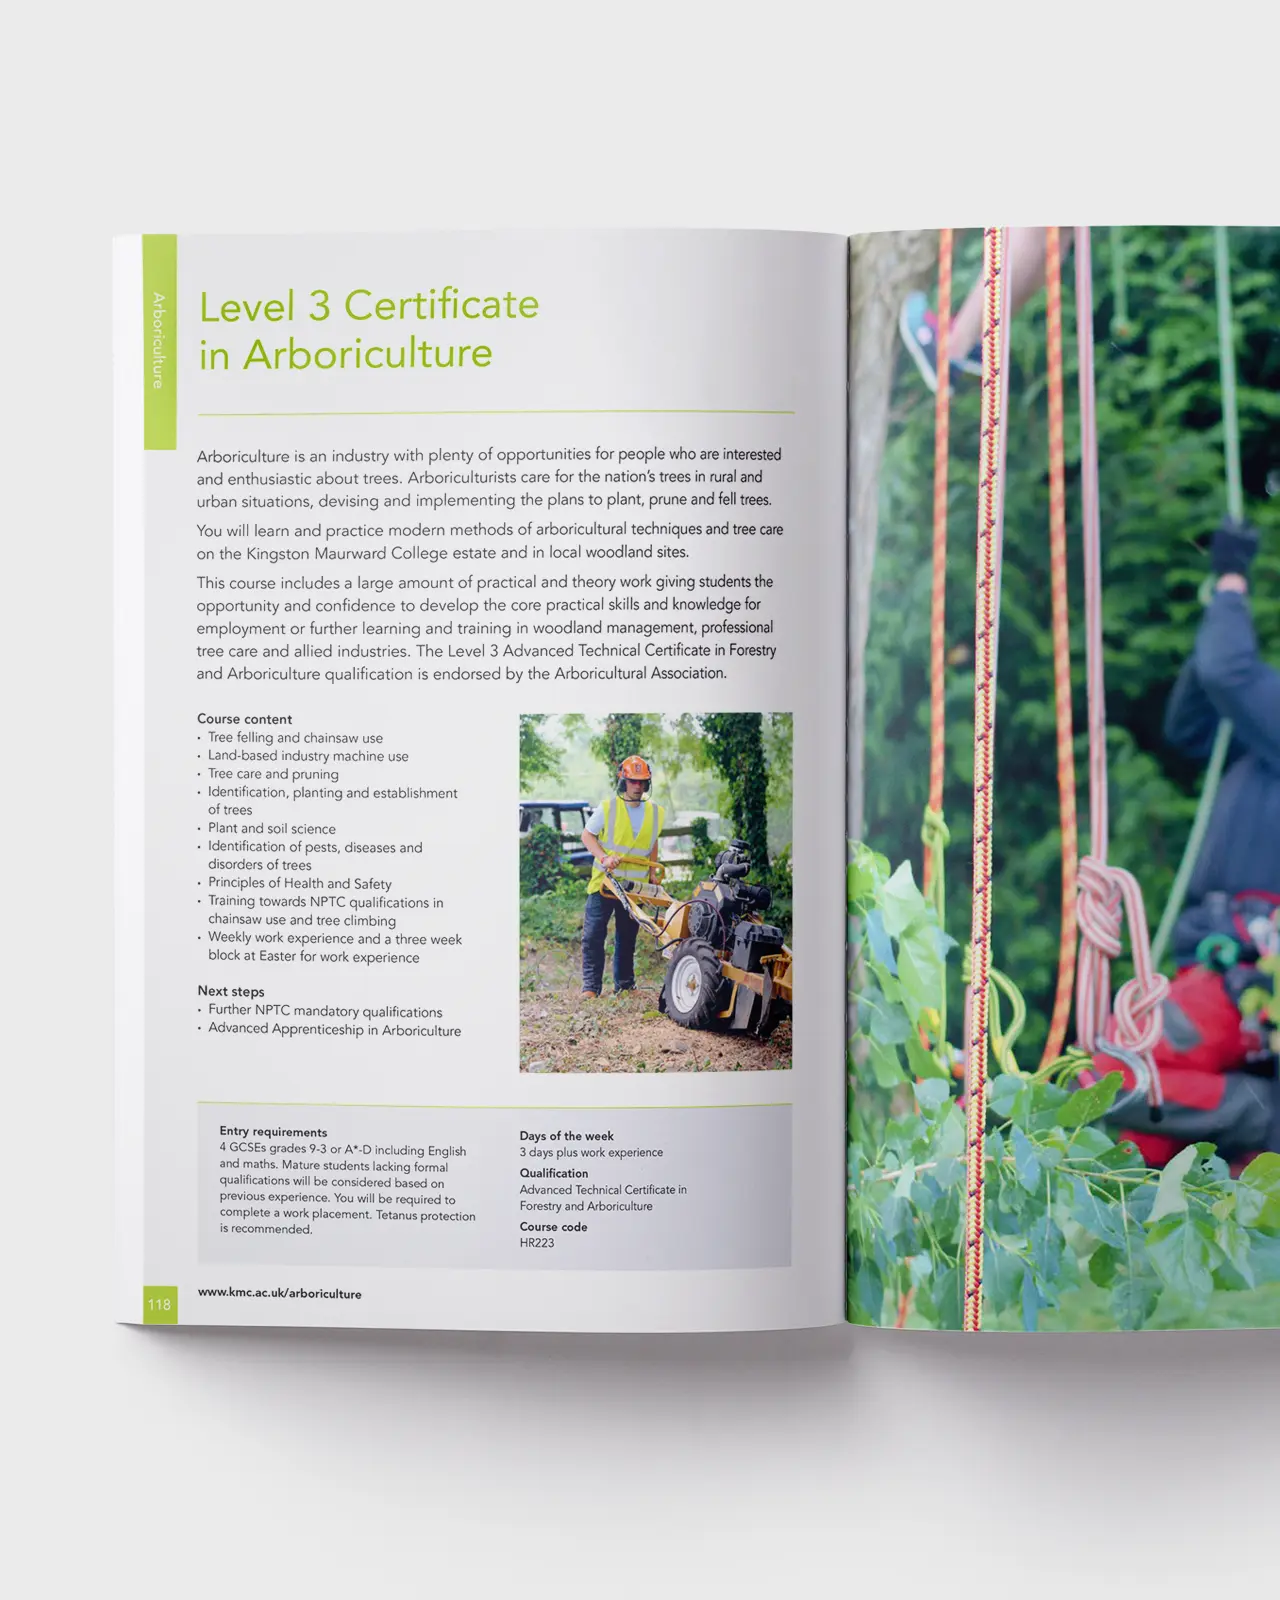 Arboriculture
Level 3 Certificate
in Arboriculture
Arboriculture is an industry with plenty of opportunities for people who are interested
and enthusiastic about trees. Arboriculturists care for the nation's trees in rural and
urban situations, devising and implementing the plans to plant, prune and fell trees.
You will learn and practice modern methods of arboricultural techniques and tree care
on the Kingston Maurward College estate and in local woodland sites.
This course includes a large amount of practical and theory work giving students the
opportunity and confidence to develop the core practical skills and knowledge for
employment or further learning and training in woodland management, professional
tree care and allied industries. The Level 3 Advanced Technical Certificate in Forestry
and Arboriculture qualification is endorsed by the Arboricultural Association.
Course content
• Tree felling and chainsaw use
• Land-based industry machine use
• Tree care and pruning
• Identification, planting and establishment
of trees
• Plant and soil science
• Identification of pests, diseases and
disorders of trees
• Principles of Health and Safety
• Training towards NPTC qualifications in
chainsaw use and tree climbing
• Weekly work experience and a three week
block at Easter for work experience
Next steps
• Further NPTC mandatory qualifications
• Advanced Apprenticeship in Arboriculture
Entry requirements
4 GCSEs grades 9-3 or A*-D including English
and maths. Mature students lacking formal
qualifications will be considered based on
previous experience. You will be required to
complete a work placement. Tetanus protection
is recommended.
Days of the week
3 days plus work experience
Qualification
Advanced Technical Certificate in
Forestry and Arboriculture
Course code
HR223
www.kmc.ac.uk/arboriculture
118